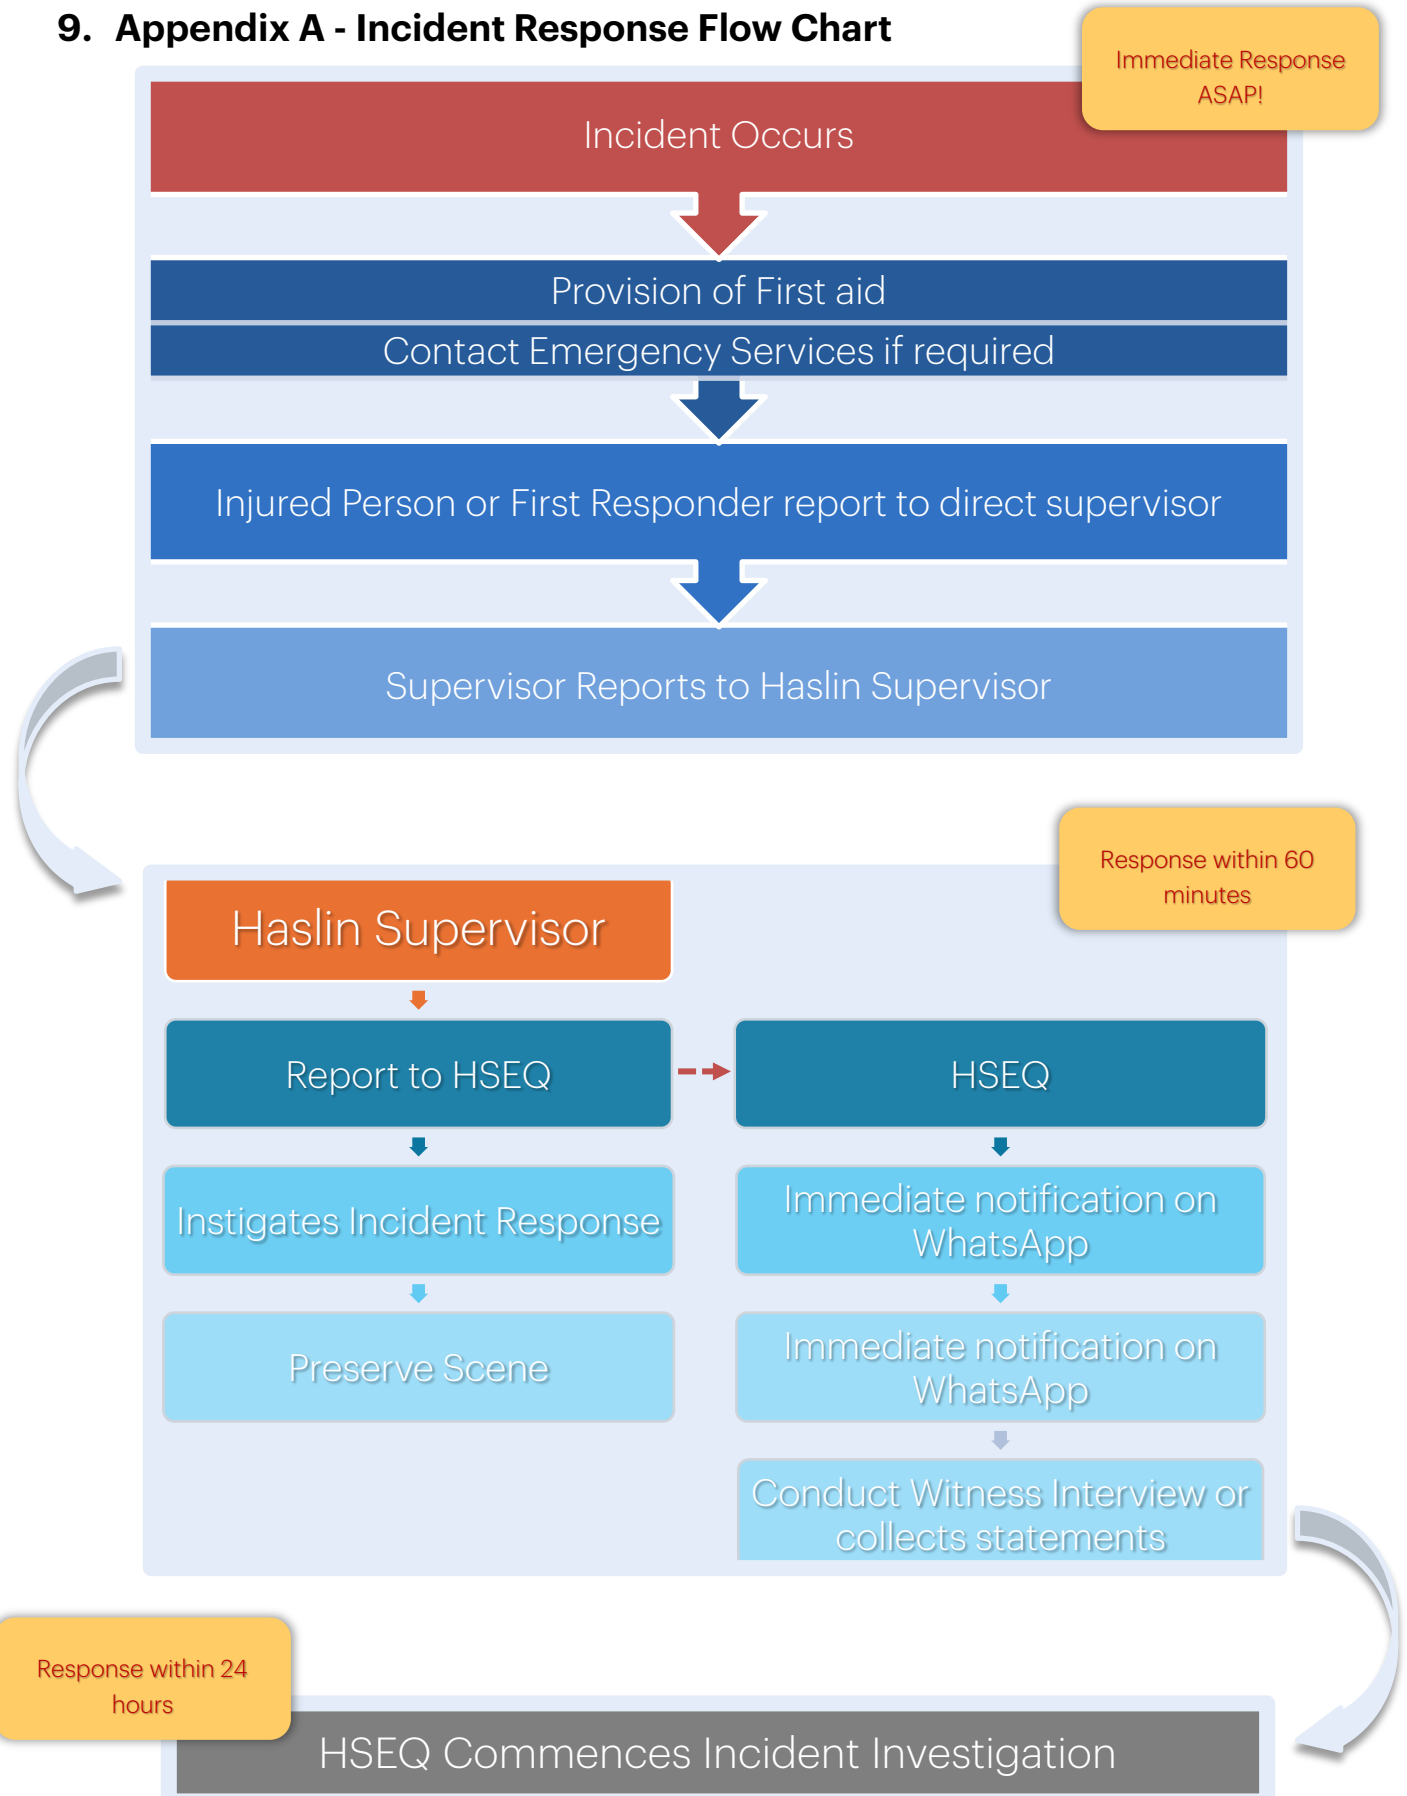 9. Appendix A - Incident Response Flow Chart
Immediate Response
ASAP!
Incident Occurs
Provision of First aid
Contact Emergency Services if required
Injured Person or First Responder report to direct supervisor
Supervisor Reports to Haslin Supervisor
Response within 60
minutes
Haslin Supervisor
Report to HSEQ
HSEQ
Instigates Incident Response
Immediate notification on
WhatsApp
Preserve Scene
Immediate notification on
WhatsApp
Conduct Witness Interview or
collects statements
Response within 24
hours
HSEQ Commences Incident Investigation